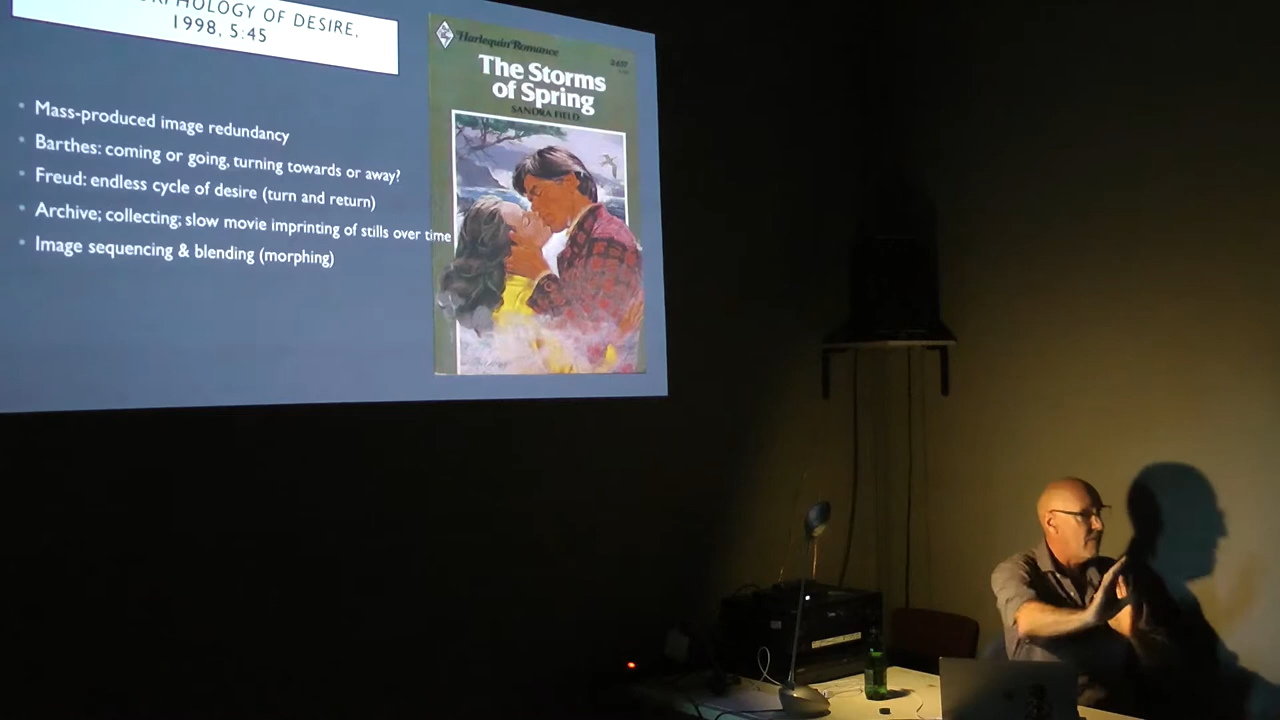 OF DESIRE,
1998, 5:45
• Mass-produced image redundancy
• Barthes: coming or going, turning towards or away?
• Freud: endless cycle of desire (turn and return)
• Archive; collecting; slow movie imprinting of stills over time
• Image sequencing & blending (morphing)
Harlequin Romance
The Storms
of Spring
SANDRA FIELD